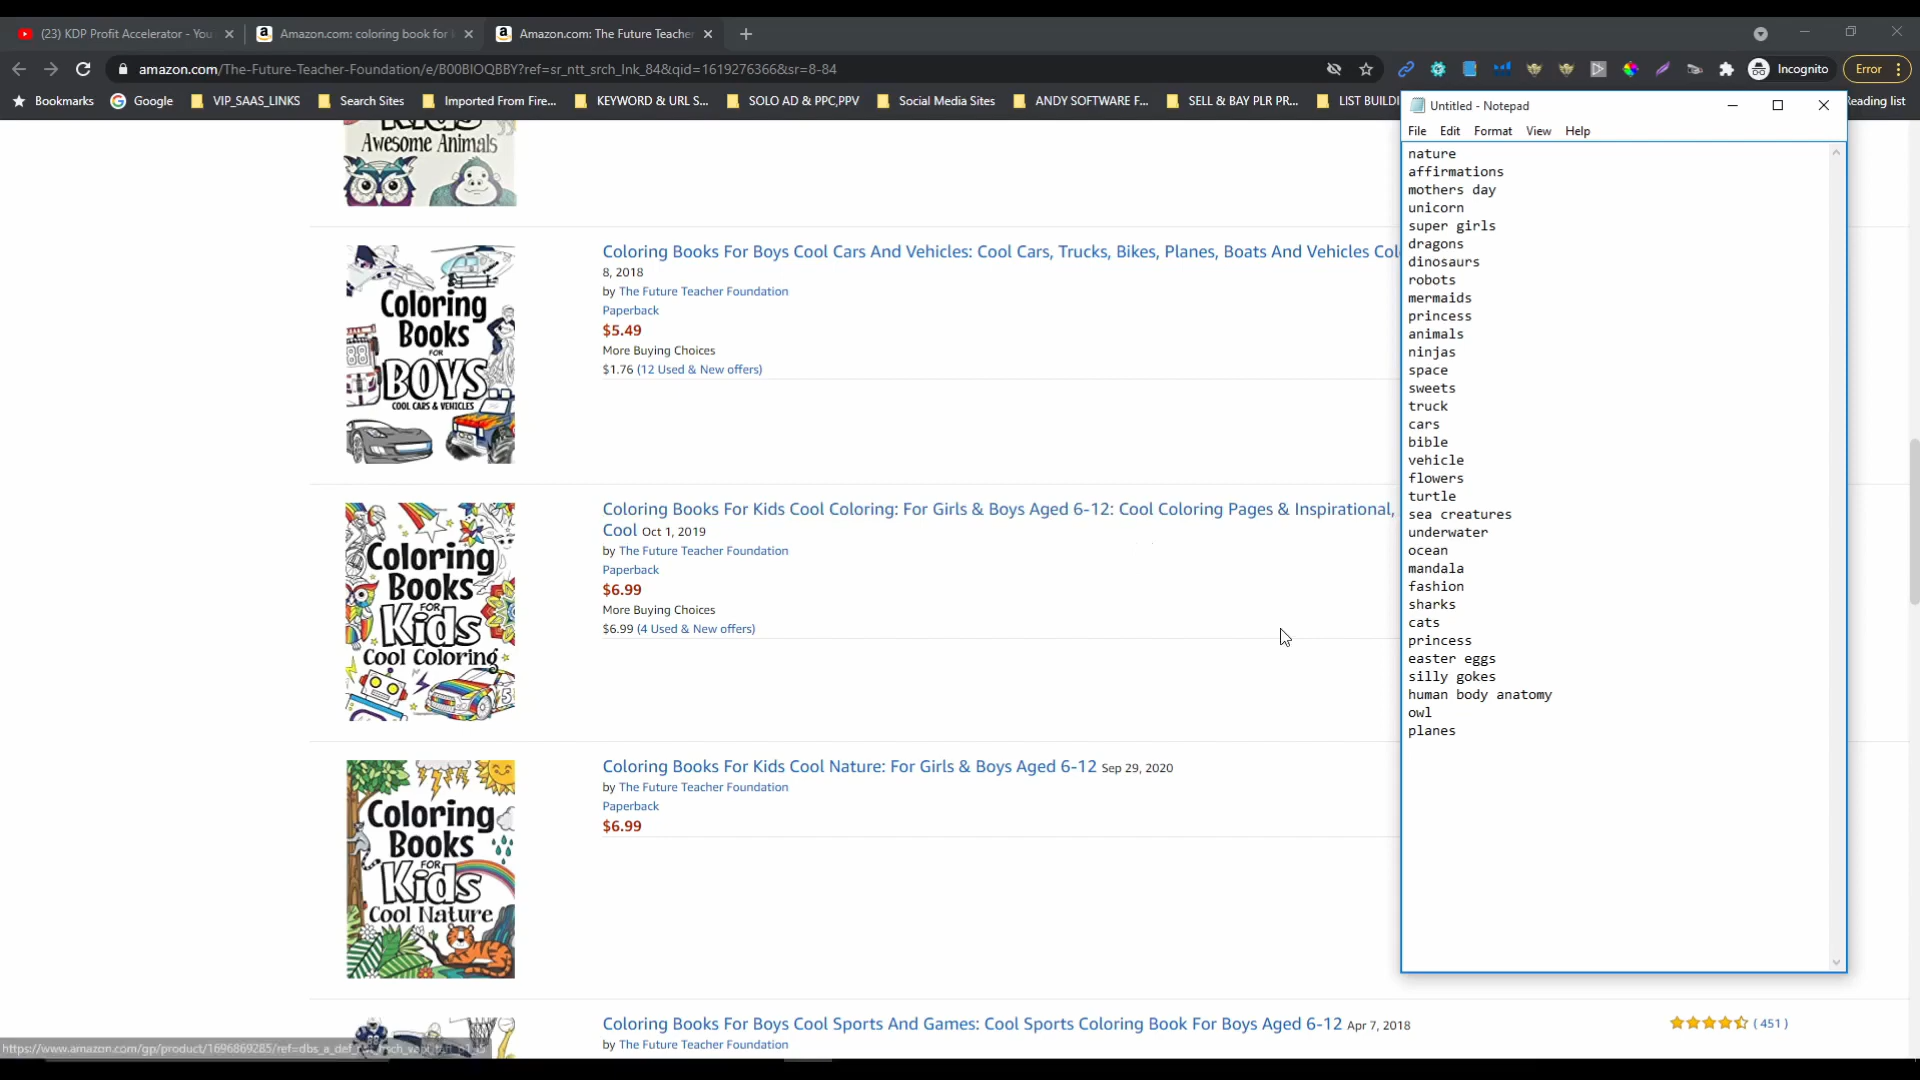 (23) KDP Profit Accelerator - You
Amazon.com: coloring book for
Amazon.com: The Future Teacher
amazon.com/The-Future-Teacher-Foundation/e/B00BIOQBBY?ref=sr_ntt_srch_lnk_84&qid=1619276366&sr=8-84
Incognito
Error
Bookmarks
Google
VIP_SAAS_LINKS
Search Sites
Imported From Fire...
KEYWORD & URL S...
SOLO AD & PPC,PPV
Social Media Sites
ANDY SOFTWARE F...
SELL & BAY PLR PR...
LIST BUILDI
Reading list
Kids
Awesome Animals
Coloring
Books
FOR
BOYS
COOL CARS & VEHICLES
Coloring Books For Boys Cool Cars And Vehicles: Cool Cars, Trucks, Bikes, Planes, Boats And Vehicles Col
8, 2018
by The Future Teacher Foundation
Paperback
$5.49
More Buying Choices
$1.76 (12 Used & New offers)
Coloring
Books
FOR
Kids
Cool Coloring
Coloring Books For Kids Cool Coloring: For Girls & Boys Aged 6-12: Cool Coloring Pages & Inspirational,
Cool Oct 1, 2019
by The Future Teacher Foundation
Paperback
$6.99
More Buying Choices
$6.99 (4 Used & New offers)
Coloring
Books
FOR
Kids
Cool Nature
Coloring Books For Kids Cool Nature: For Girls & Boys Aged 6-12 Sep 29, 2020
by The Future Teacher Foundation
Paperback
$6.99
Coloring Books For Boys Cool Sports And Games: Cool Sports Coloring Book For Boys Aged 6-12 Apr 7, 2018
by The Future Teacher Foundation
(451)
Untitled - Notepad
File Edit Format View Help
nature
affirmations
mothers day
unicorn
super girls
dragons
dinosaurs
robots
mermaids
princess
animals
ninjas
space
sweets
truck
cars
bible
vehicle
flowers
turtle
sea creatures
underwater
ocean
mandala
fashion
sharks
cats
princess
easter eggs
silly gokes
human body anatomy
owl
planes